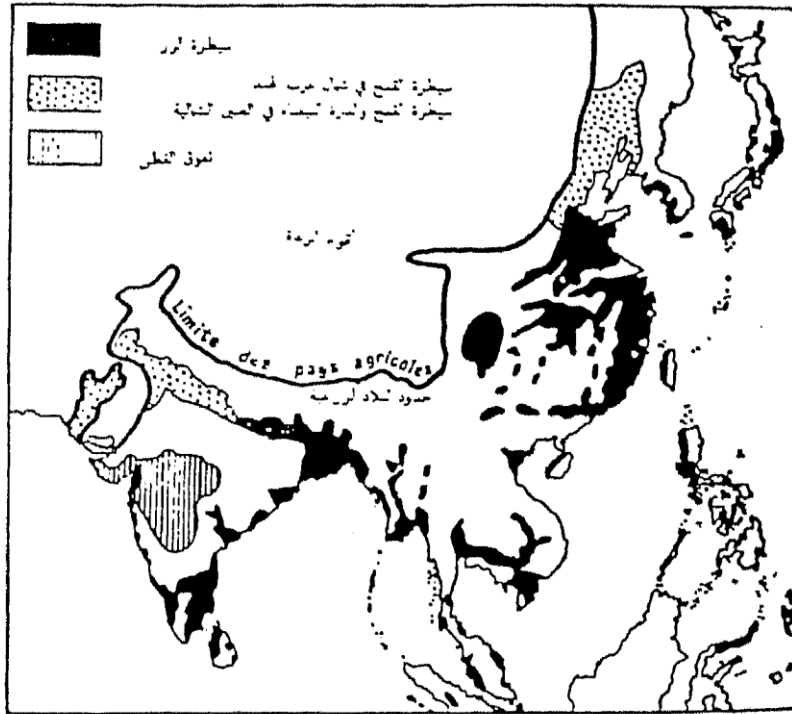 سيطرة الرز
سيطرة القمح في شمال غرب الهند
سيطرة القمح والذرة البيضاء في الصين الشمالية
تفوق القطن
Limite des pays agricoles
حدود البلاد الزراعية